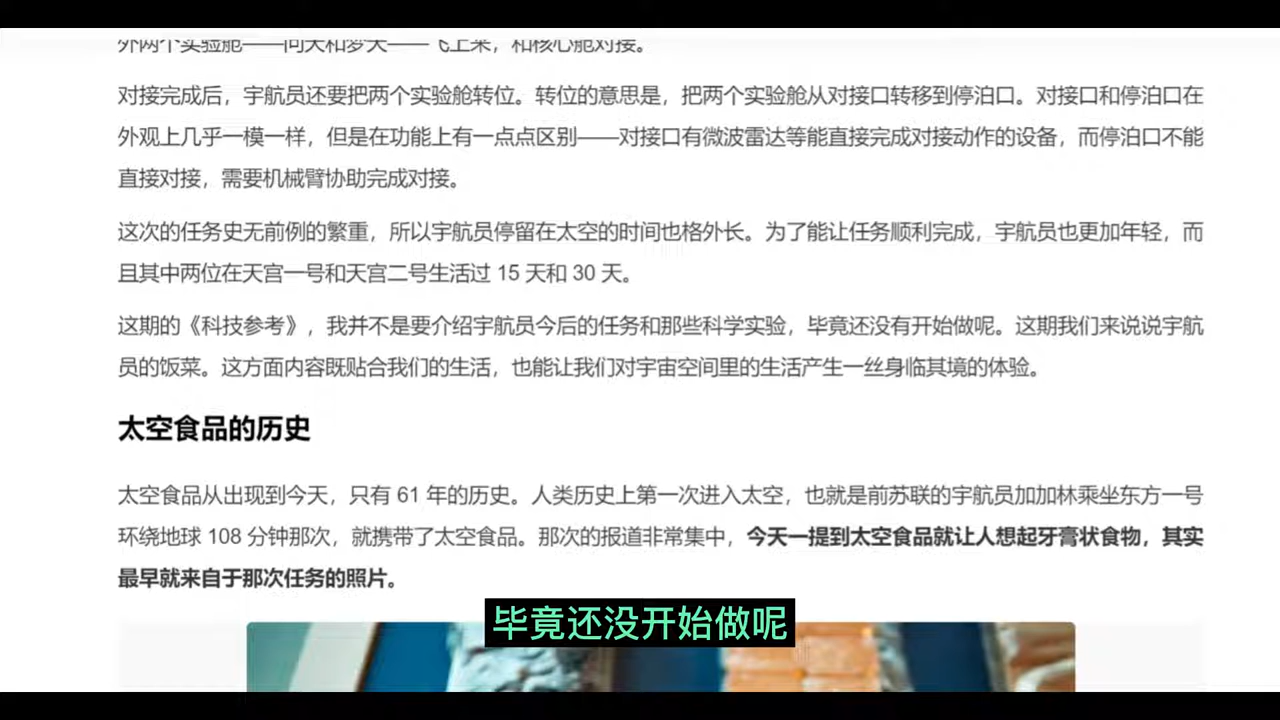 外两个实验舱——问天和梦天——飞上来，和核心舱对接。
对接完成后，宇航员还要把两个实验舱转位。转位的意思是，把两个实验舱从对接口转移到停泊口。对接口和停泊口在
外观上几乎一模一样，但是在功能上有一点点区别——对接口有微波雷达等能直接完成对接动作的设备，而停泊口不能
直接对接，需要机械臂协助完成对接。
这次的任务史无前例的繁重，所以宇航员停留在太空的时间也格外长。为了能让任务顺利完成，宇航员也更加年轻，而
且其中两位在天宫一号和天宫二号生活过 15 天和 30 天。
这期的《科技参考》，我并不是要介绍宇航员今后的任务和那些科学实验，毕竟还没有开始做呢。这期我们来说说宇航
员的饭菜。这方面内容既贴合我们的生活，也能让我们对宇宙空间里的生活产生一丝身临其境的体验。
太空食品的历史
太空食品从出现到今天，只有 61 年的历史。人类历史上第一次进入太空，也就是前苏联的宇航员加加林乘坐东方一号
环绕地球 108 分钟那次，就携带了太空食品。那次的报道非常集中，今天一提到太空食品就让人想起牙膏状食物，其实
最早就来自于那次任务的照片。
毕竟还没开始做呢